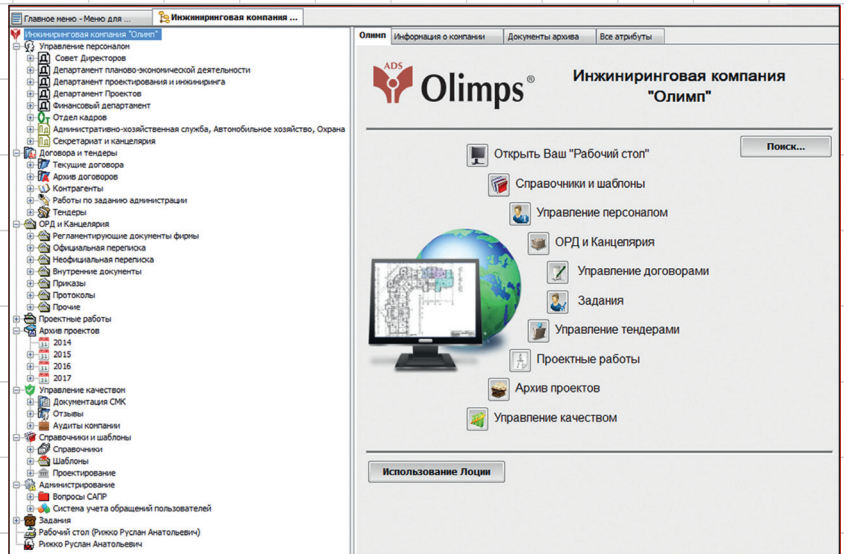 Главное меню - Меню для ...
Инжиниринговая компания ...
Инжиниринговая компания "Олимп"
Управление персоналом
Совет Директоров
Департамент планово-экономической деятельности
Департамент проектирования и инжиниринга
Департамент Проектов
Финансовый департамент
Отдел кадров
Административно-хозяйственная служба, Автомобильное хозяйство, Охрана
Секретариат и канцелярия
Договора и тендеры
Текущие договора
Архив договоров
Контрагенты
Работы по заданию администрации
Тендеры
ОРД и Канцелярия
Регламентирующие документы фирмы
Официальная переписка
Неофициальная переписка
Внутренние документы
Приказы
Протоколы
Прочие
Проектные работы
Архив проектов
2014
2015
2016
2017
Управление качеством
Документация СМК
Отзывы
Аудиты компании
Справочники и шаблоны
Справочники
Шаблоны
Проектирование
Администрирование
Вопросы САПР
Система учета обращений пользователей
Задания
Рабочий стол (Рижко Руслан Анатольевич)
Рижко Руслан Анатольевич
Олимп
Информация о компании
Документы архива
Все атрибуты
ADS
Olimps®
Инжиниринговая компания
"Олимп"
Поиск...
Открыть Ваш "Рабочий стол"
Справочники и шаблоны
Управление персоналом
ОРД и Канцелярия
Управление договорами
Задания
Управление тендерами
Проектные работы
Архив проектов
Управление качеством
Использование Лоции